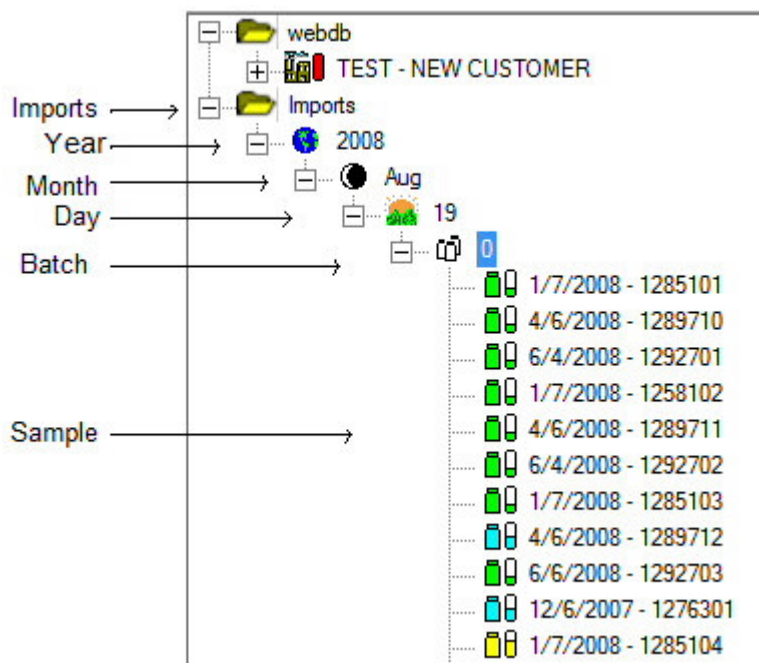 webdb
TEST - NEW CUSTOMER
Imports Imports
Year 2008
Month Aug
Day 19
Batch 0
1/7/2008 - 1285101
4/6/2008 - 1289710
6/4/2008 - 1292701
1/7/2008 - 1258102
Sample 4/6/2008 - 1289711
6/4/2008 - 1292702
1/7/2008 - 1285103
4/6/2008 - 1289712
6/6/2008 - 1292703
12/6/2007 - 1276301
1/7/2008 - 1285104